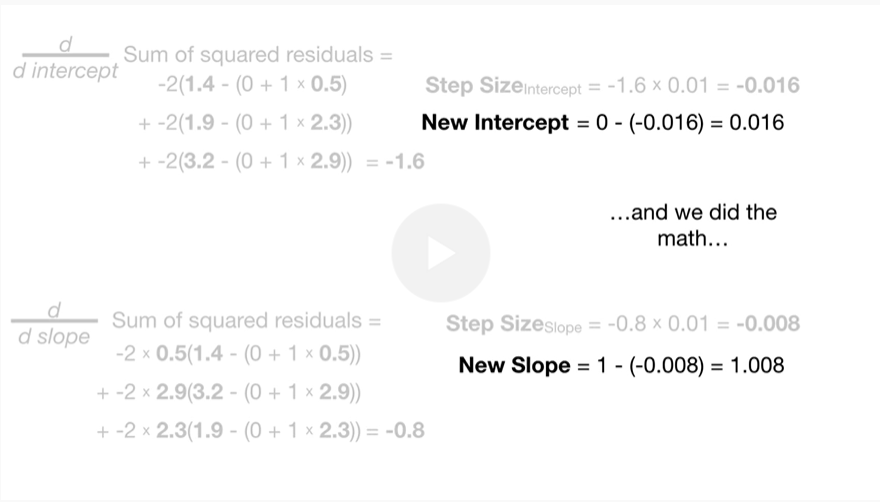 d
d intercept
Sum of squared residuals =
-2(1.4 - (0 + 1 × 0.5)
+ -2(1.9 - (0 + 1 × 2.3))
+ -2(3.2 - (0 + 1 × 2.9)) = -1.6
Step SizeIntercept = -1.6 × 0.01 = -0.016
New Intercept = 0 - (-0.016) = 0.016
…and we did the
math…
d
d slope
Sum of squared residuals =
-2 × 0.5(1.4 - (0 + 1 × 0.5))
+ -2 × 2.9(3.2 - (0 + 1 × 2.9))
+ -2 × 2.3(1.9 - (0 + 1 × 2.3)) = -0.8
Step SizeSlope = -0.8 × 0.01 = -0.008
New Slope = 1 - (-0.008) = 1.008